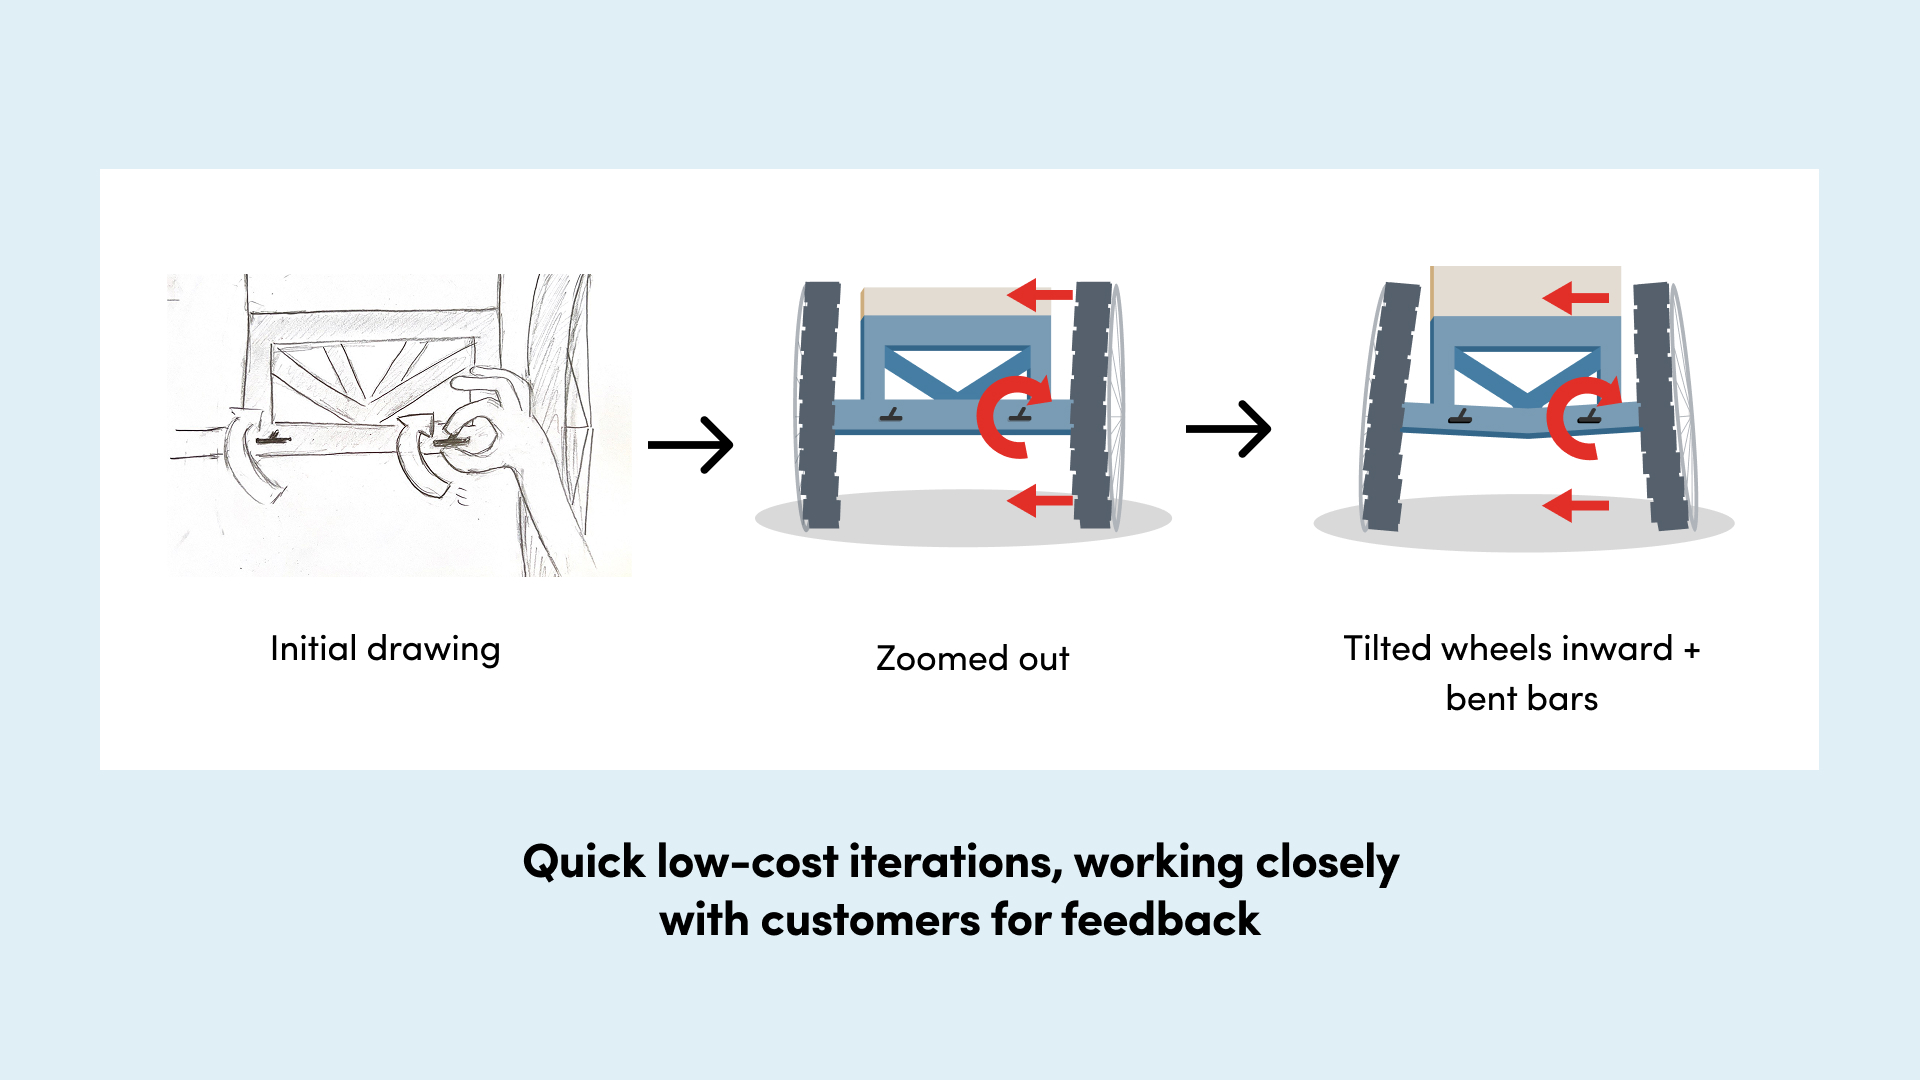 Initial drawing
Zoomed out
Tilted wheels inward +
bent bars
Quick low-cost iterations, working closely
with customers for feedback